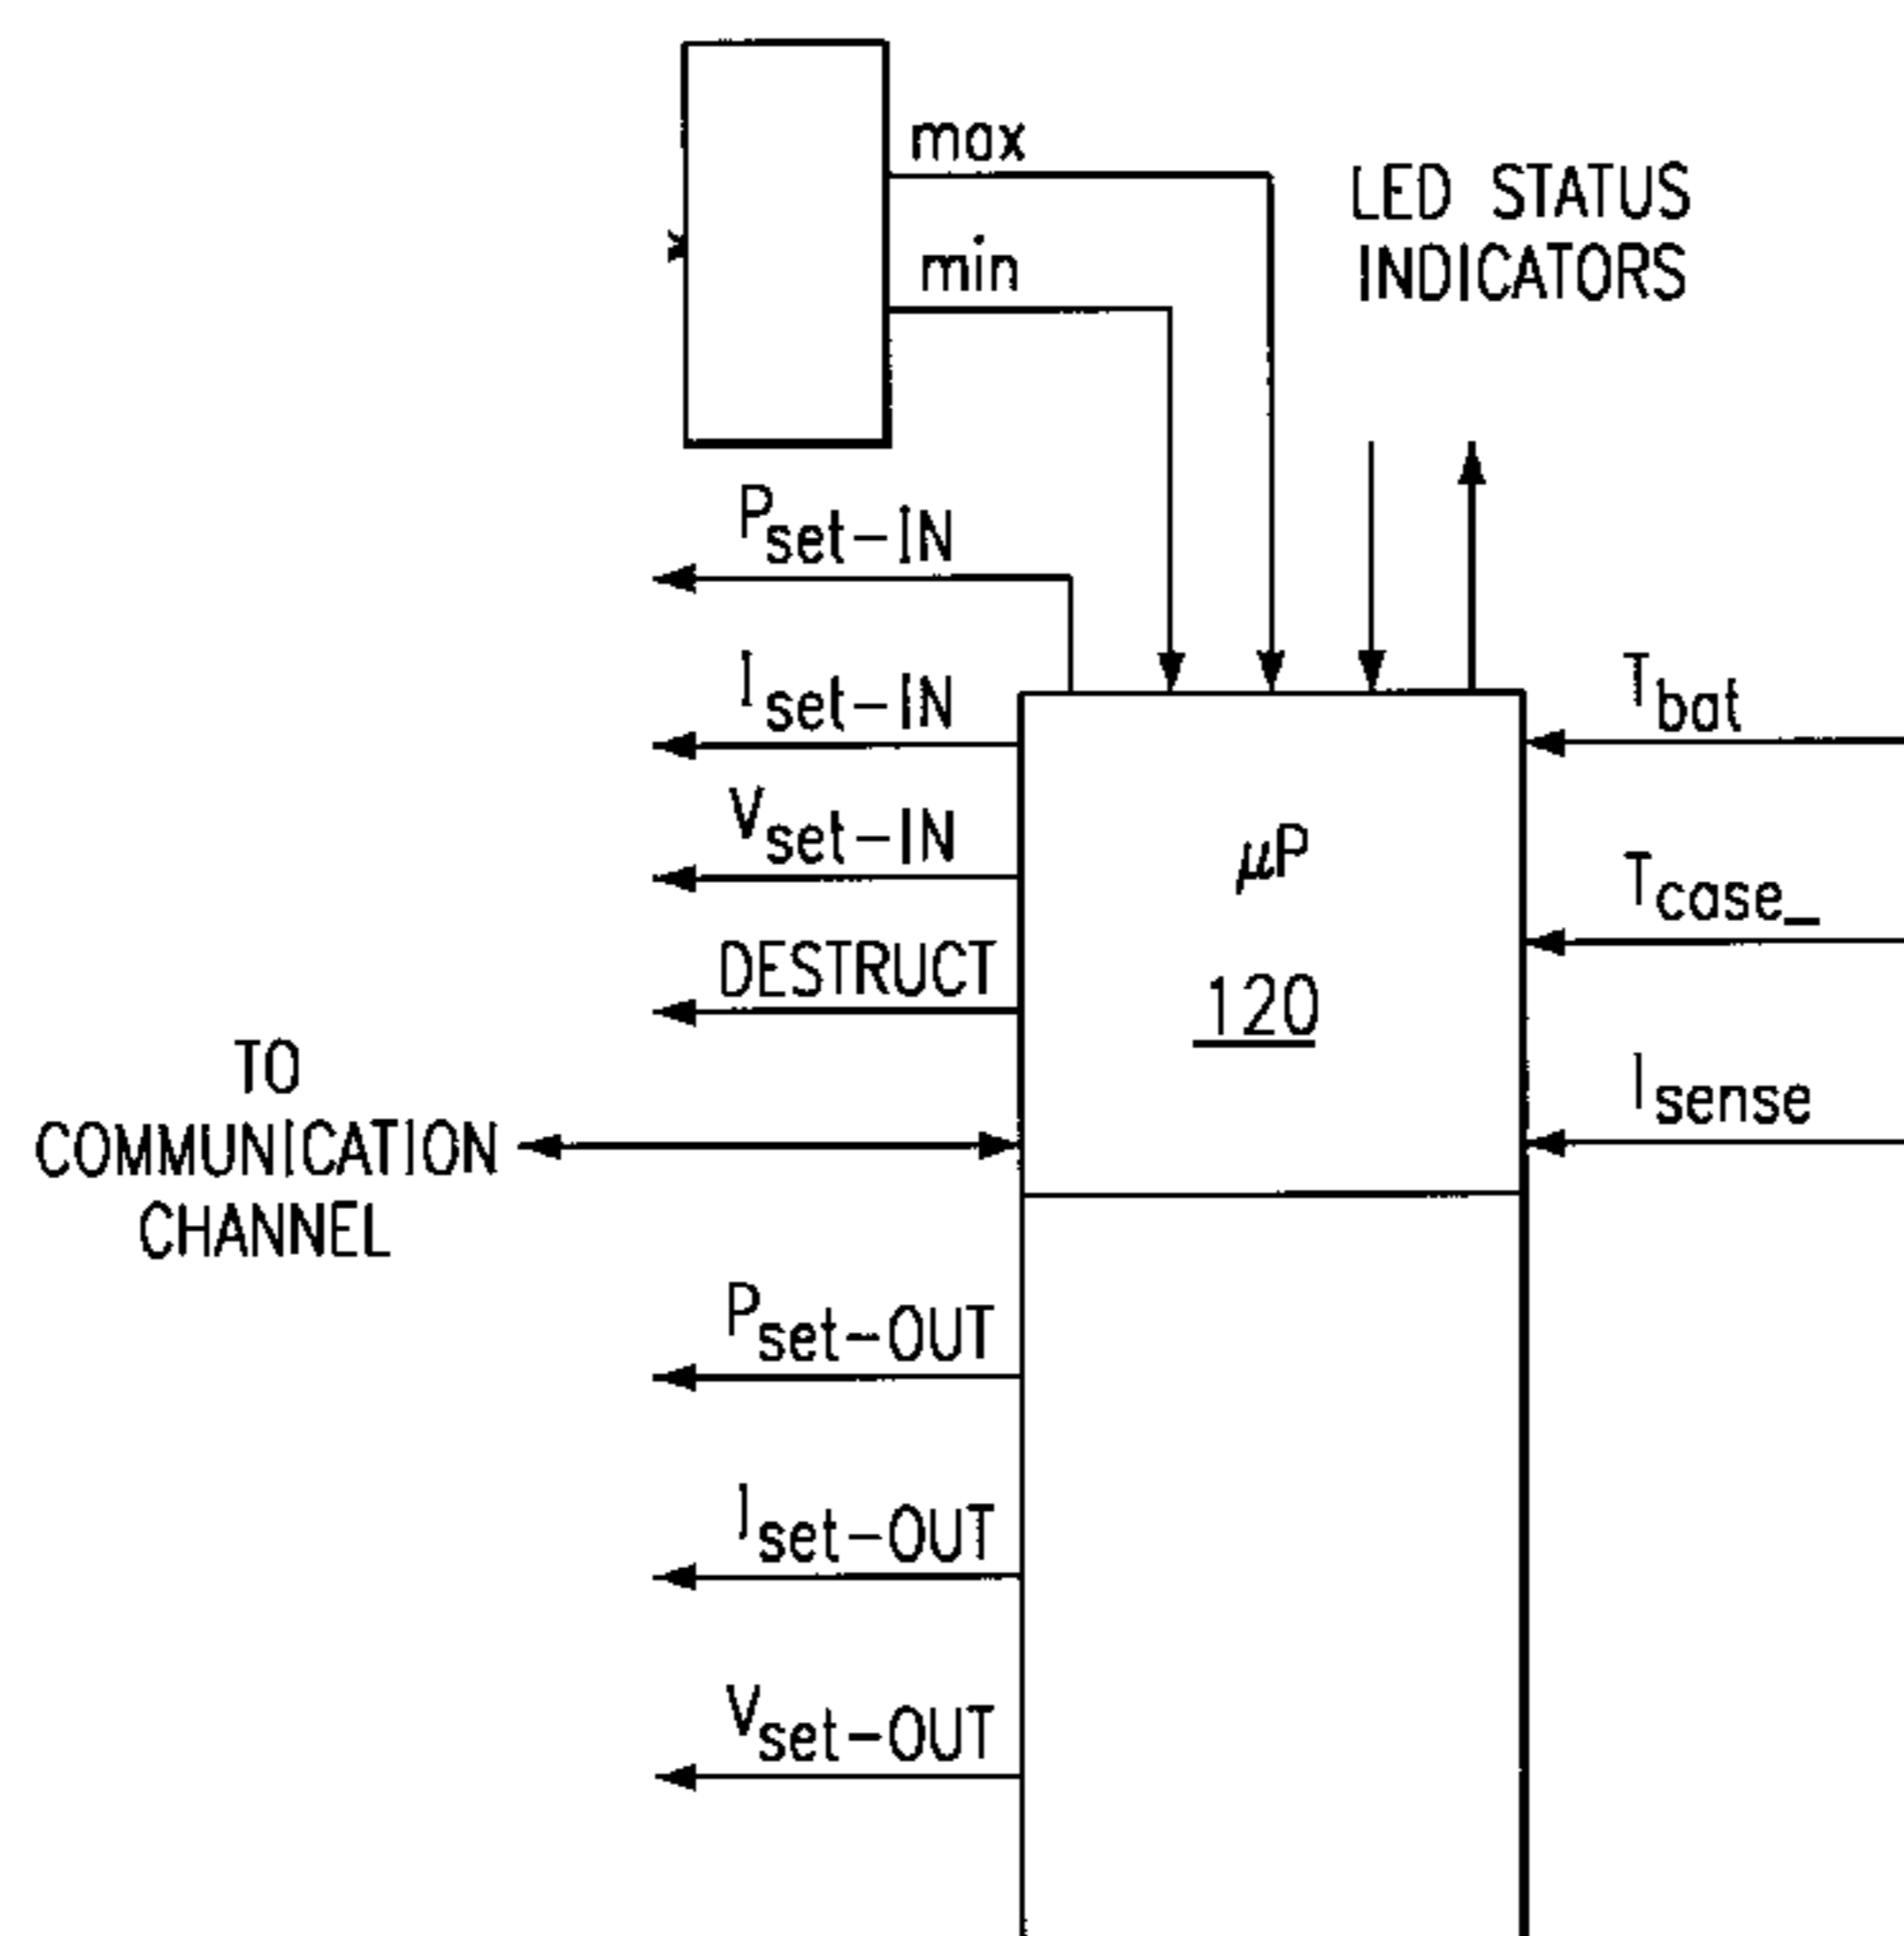 max
LED STATUS
INDICATORS
min
Pset-IN
Iset-IN
Tbat
Vset-IN
μP
Tcase_
DESTRUCT
120
TO
COMMUNICATION
CHANNEL
Isense
Pset-OUT
Iset-OUT
Vset-OUT